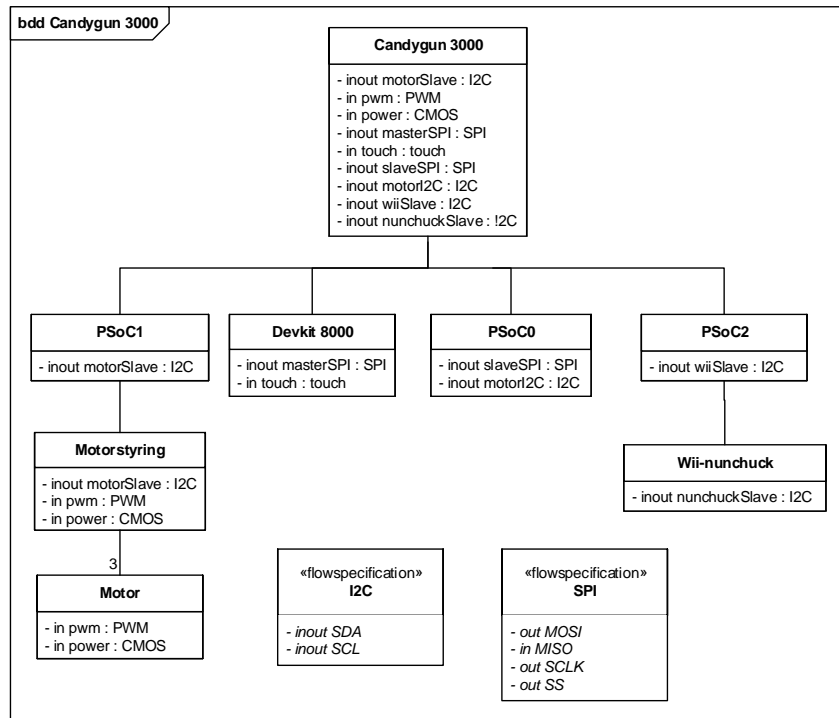 bdd Candygun 3000
Candygun 3000
- inout motorSlave : I2C
- in pwm : PWM
- in power : CMOS
- inout masterSPI : SPI
- in touch : touch
- inout slaveSPI : SPI
- inout motorI2C : I2C
- inout wiiSlave : I2C
- inout nunchuckSlave : !2C
PSoC1
- inout motorSlave : I2C
Devkit 8000
- inout masterSPI : SPI
- in touch : touch
PSoC0
- inout slaveSPI : SPI
- inout motorI2C : I2C
PSoC2
- inout wiiSlave : I2C
Motorstyring
- inout motorSlave : I2C
- in pwm : PWM
- in power : CMOS
Wii-nunchuck
- inout nunchuckSlave : I2C
3
Motor
- in pwm : PWM
- in power : CMOS
«flowspecification»
I2C
- inout SDA
- inout SCL
«flowspecification»
SPI
- out MOSI
- in MISO
- out SCLK
- out SS